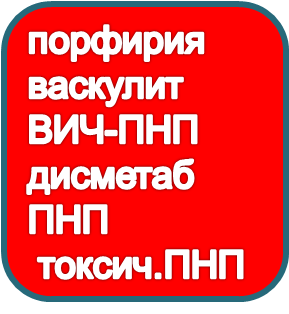 порфирия
васкулит
ВИЧ-ПНП
дисметаб
ПНП
токсич.ПНП